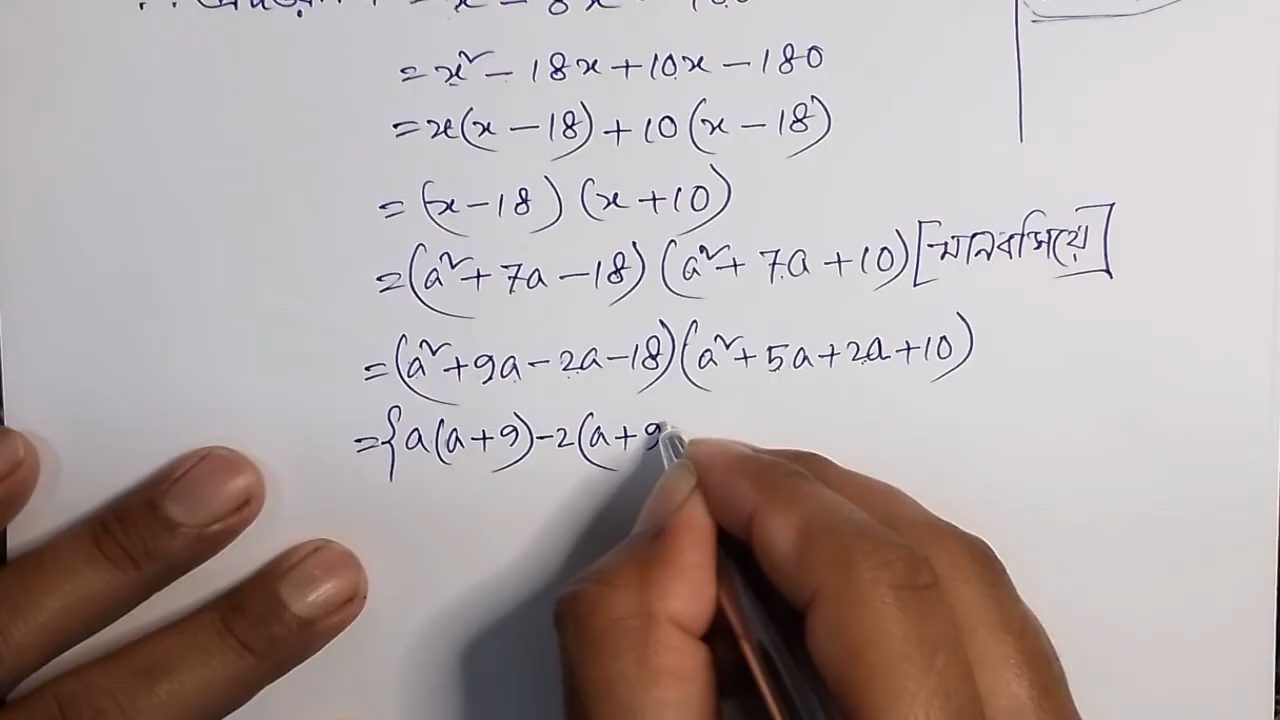 = x² - 18x + 10x - 180
= x(x - 18) + 10(x - 18)
= (x - 18) (x + 10)
= (a² + 7a - 18) (a² + 7a + 10) [মানবসিয়ে]
= (a² + 9a - 2a - 18)(a² + 5a + 2a + 10)
= {a(a + 9) - 2(a + 9